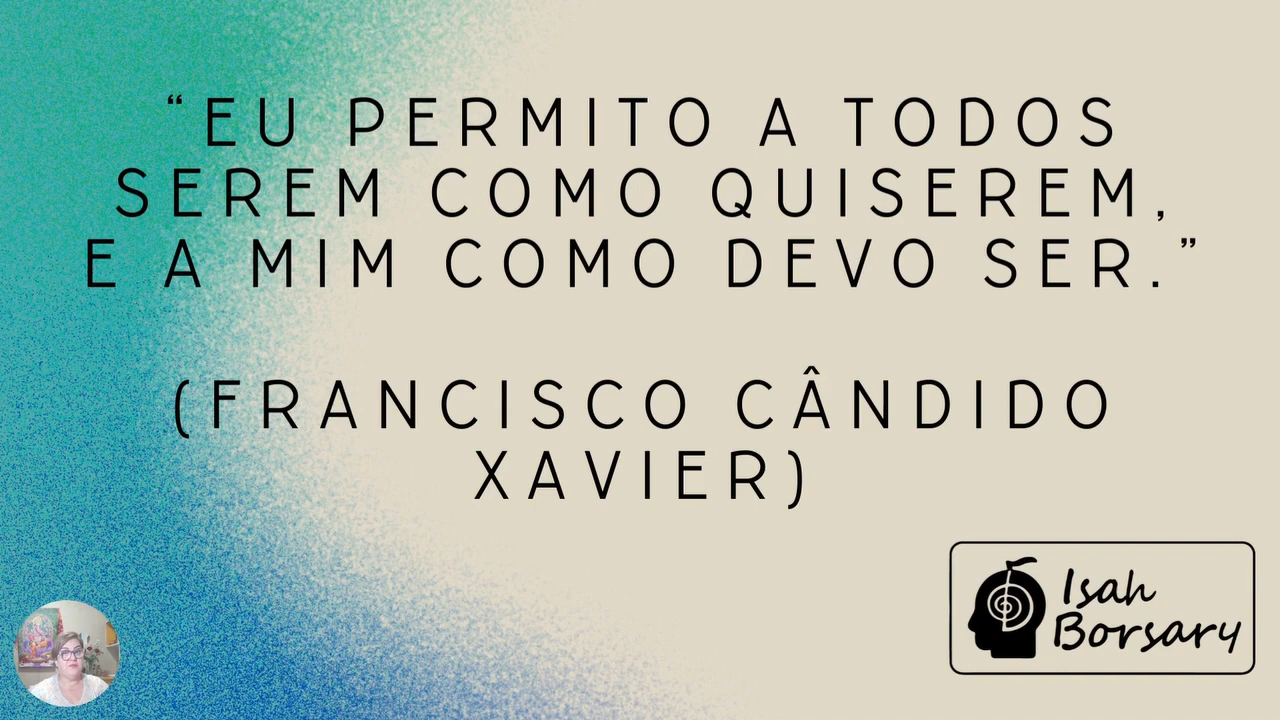 “EU PERMITO A TODOS
SEREM COMO QUISEREM,
E A MIM COMO DEVO SER.”
(FRANCISCO CÂNDIDO
XAVIER)
Isah
Borsary